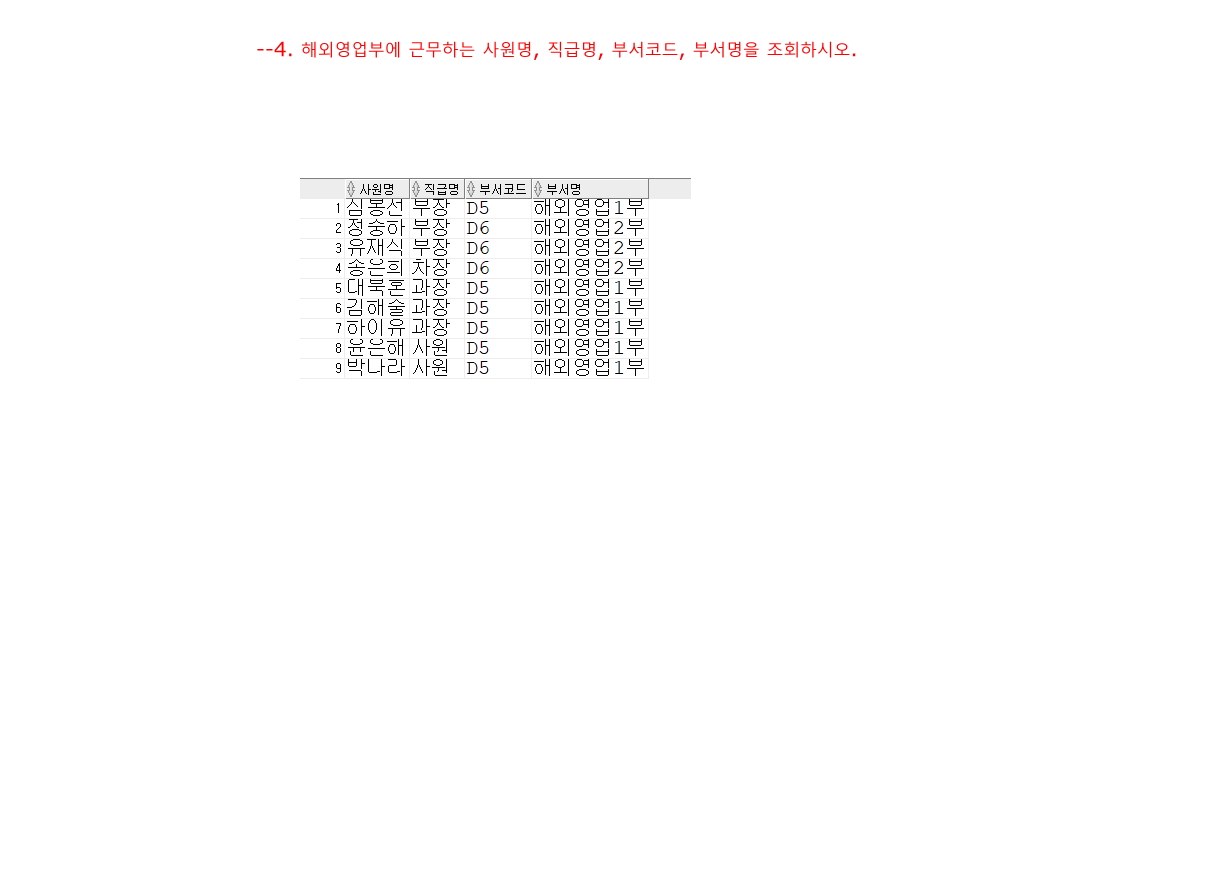 --4. 해외영업부에 근무하는 사원명, 직급명, 부서코드, 부서명을 조회하시오.
사원명 직급명 부서코드 부서명
1 심봉선 부장 D5 해외영업1부
2 정중하 부장 D6 해외영업2부
3 유재식 부장 D6 해외영업2부
4 송은희 차장 D6 해외영업2부
5 대북혼 과장 D5 해외영업1부
6 김해술 과장 D5 해외영업1부
7 하이유 과장 D5 해외영업1부
8 윤은해 사원 D5 해외영업1부
9 박나라 사원 D5 해외영업1부